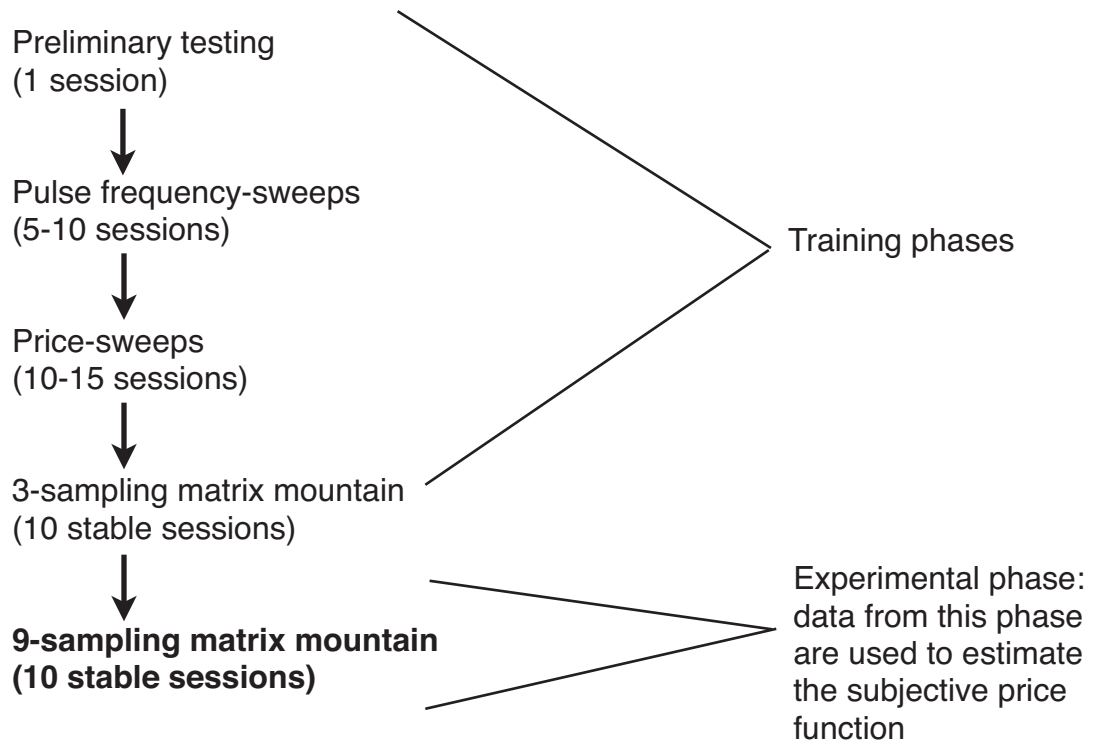 Preliminary testing
(1 session)
Pulse frequency-sweeps
(5-10 sessions)
Price-sweeps
(10-15 sessions)
3-sampling matrix mountain
(10 stable sessions)
9-sampling matrix mountain
(10 stable sessions)
Training phases
Experimental phase:
data from this phase
are used to estimate
the subjective price
function